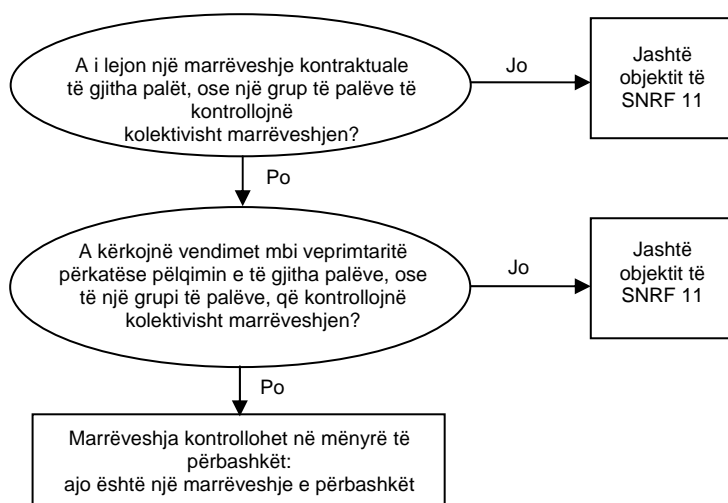 A i lejon një marrëveshje kontraktuale
të gjitha palët, ose një grup të palëve të
kontrollojnë
kolektivisht marrëveshjen?
Jo
Jashtë
objektit të
SNRF 11
Po
A kërkojnë vendimet mbi veprimtaritë
përkatëse pëlqimin e të gjitha palëve, ose
të një grupi të palëve, që kontrollojnë
kolektivisht marrëveshjen?
Jo
Jashtë
objektit të
SNRF 11
Po
Marrëveshja kontrollohet në mënyrë të
përbashkët:
ajo është një marrëveshje e përbashkët